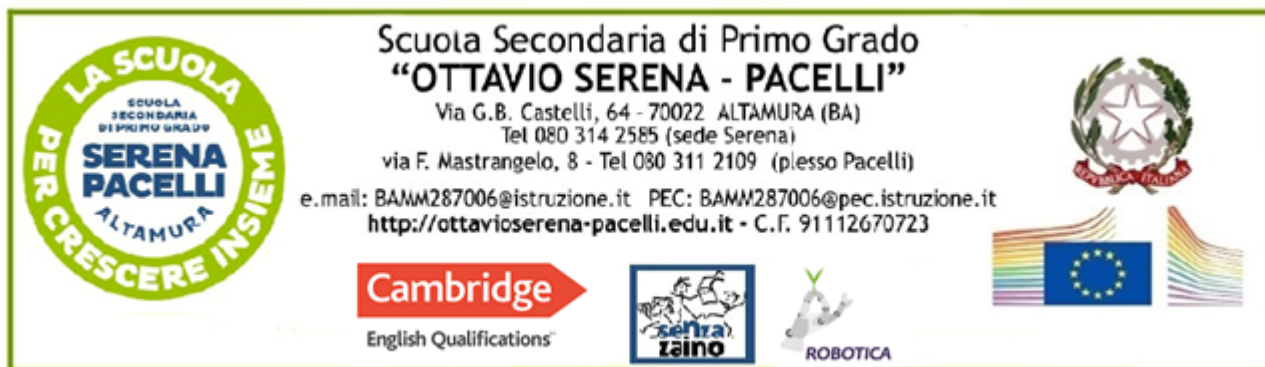 LA SCUOLA
PER CRESCERE INSIEME
SCUOLA
SECONDARIA
DI PRIMO GRADO
SERENA
PACELLI
ALTAMURA
Scuola Secondaria di Primo Grado
“OTTAVIO SERENA - PACELLI”
Via G.B. Castelli, 64 - 70022 ALTAMURA (BA)
Tel 080 314 2585 (sede Serena)
via F. Mastrangelo, 8 - Tel 080 311 2109 (plesso Pacelli)
e.mail: BAMM287006@istruzione.it PEC: BAMM287006@pec.istruzione.it
http://ottavioserena-pacelli.edu.it - C.F. 91112670723
REPVBBLICA ITALIANA
Cambridge
English Qualifications
senza
zaino
ROBOTICA